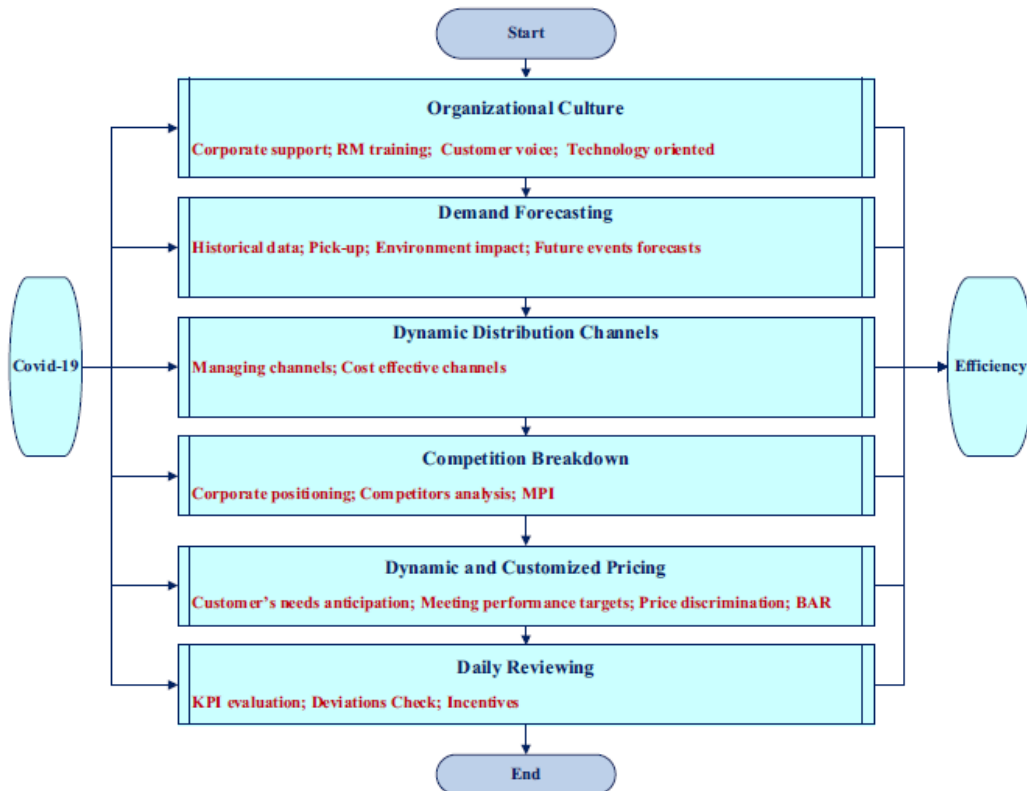 Start
Organizational Culture
Corporate support; RM training; Customer voice; Technology oriented
Demand Forecasting
Historical data; Pick-up; Environment impact; Future events forecasts
Dynamic Distribution Channels
Covid-19
Managing channels; Cost effective channels
Efficiency
Competition Breakdown
Corporate positioning; Competitors analysis; MPI
Dynamic and Customized Pricing
Customer's needs anticipation; Meeting performance targets; Price discrimination; BAR
Daily Reviewing
KPI evaluation; Deviations Check; Incentives
End